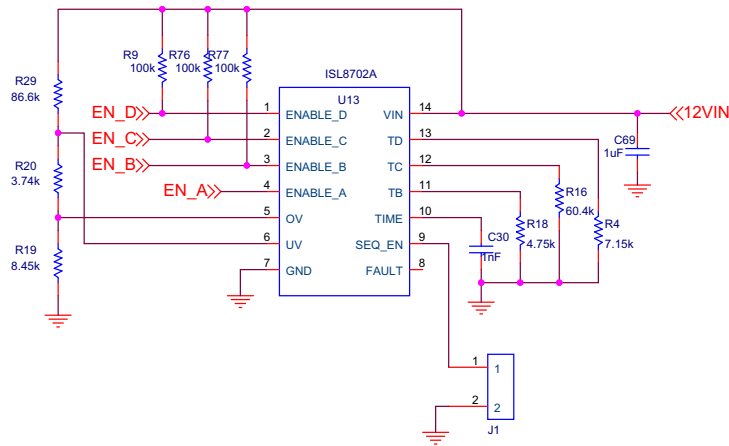 R9 R76 R77
100k 100k 100k
ISL8702A
U13
R29
86.6k
R20
3.74k
R19
8.45k
EN_D
EN_C
EN_B
EN_A
1 ENABLE_D
2 ENABLE_C
3 ENABLE_B
4 ENABLE_A
5 OV
6 UV
7 GND
VIN 14
TD 13
TC 12
TB 11
TIME 10
SEQ_EN 9
FAULT 8
12VIN
C69
1uF
R16
60.4k
R18
4.75k
R4
7.15k
C30
1nF
1 1
2 2
J1